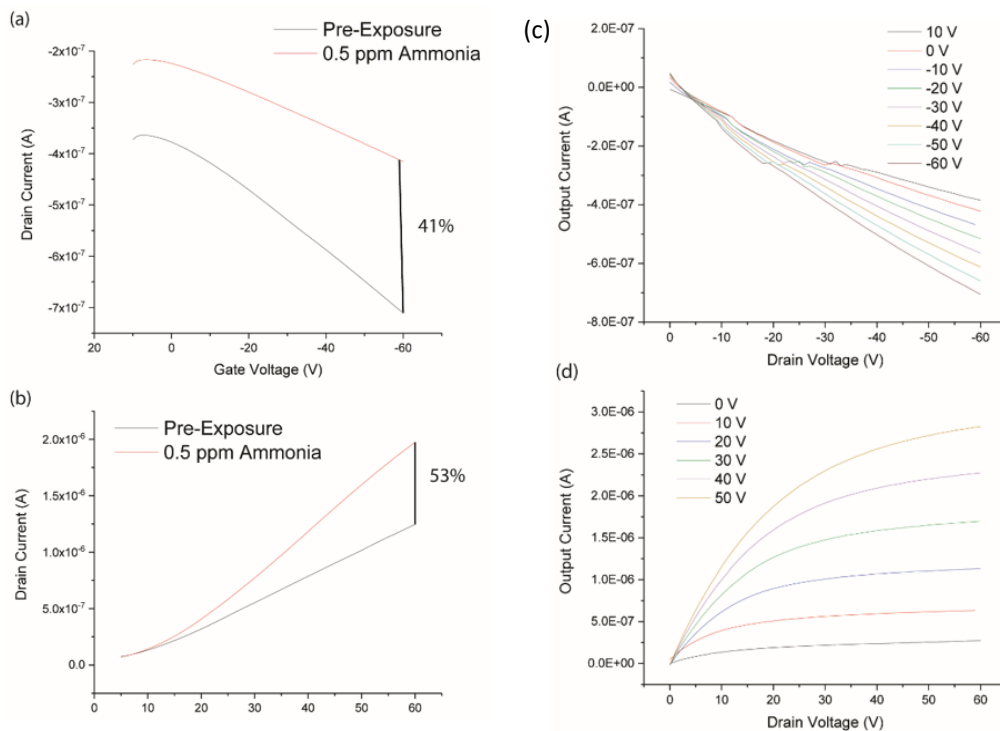 (a)
Pre-Exposure
0.5 ppm Ammonia
-2x10⁻⁷
-3x10⁻⁷
-4x10⁻⁷
-5x10⁻⁷
-6x10⁻⁷
-7x10⁻⁷
Drain Current (A)
41%
20 0 -20 -40 -60
Gate Voltage (V)
(b)
Pre-Exposure
0.5 ppm Ammonia
2.0x10⁻⁶
1.5x10⁻⁶
1.0x10⁻⁶
5.0x10⁻⁷
0.0
Drain Current (A)
53%
0 10 20 30 40 50 60
(c)
10 V
0 V
-10 V
-20 V
-30 V
-40 V
-50 V
-60 V
2.0E-07
0.0E+00
-2.0E-07
-4.0E-07
-6.0E-07
-8.0E-07
Output Current (A)
0 -10 -20 -30 -40 -50 -60
Drain Voltage (V)
(d)
0 V
10 V
20 V
30 V
40 V
50 V
3.0E-06
2.5E-06
2.0E-06
1.5E-06
1.0E-06
5.0E-07
0.0E+00
Output Current (A)
0 10 20 30 40 50 60
Drain Voltage (V)